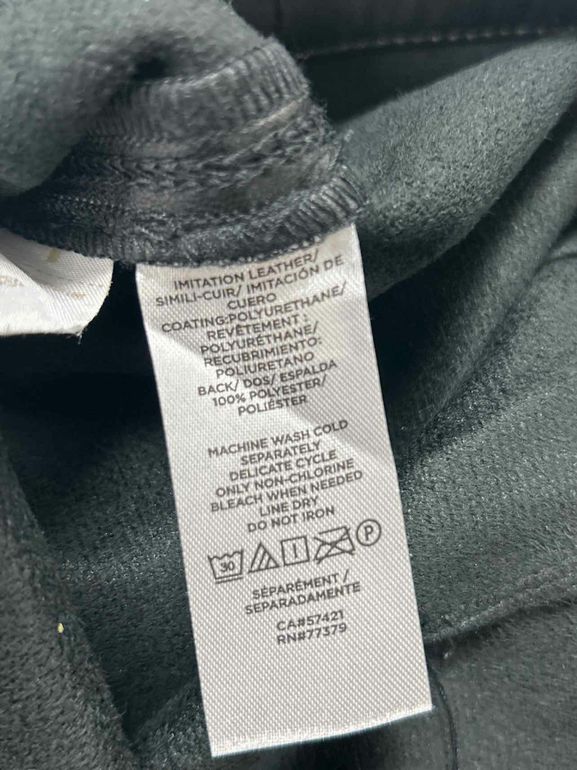 IMITATION LEATHER/
SIMILI-CUIR/ IMITACIÓN DE
CUERO
COATING:POLYURETHANE/
REVÊTEMENT :
POLYURÉTHANE/
RECUBRIMIENTO:
POLIURETANO
BACK/ DOS/ ESPALDA
100% POLYESTER/
POLIÉSTER
MACHINE WASH COLD
SEPARATELY
DELICATE CYCLE
ONLY NON-CHLORINE
BLEACH WHEN NEEDED
LINE DRY
DO NOT IRON
30 P
SÉPARÉMENT /
SEPARADAMENTE
CA#57421
RN#77379